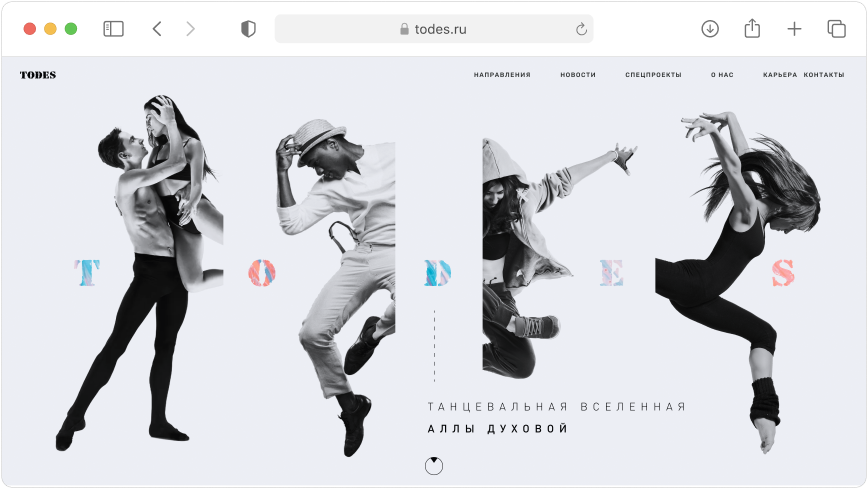 todes.ru
TODES
НАПРАВЛЕНИЯ НОВОСТИ СПЕЦПРОЕКТЫ О НАС КАРЬЕРА КОНТАКТЫ
T O D E S
ТАНЦЕВАЛЬНАЯ ВСЕЛЕННАЯ
АЛЛЫ ДУХОВОЙ